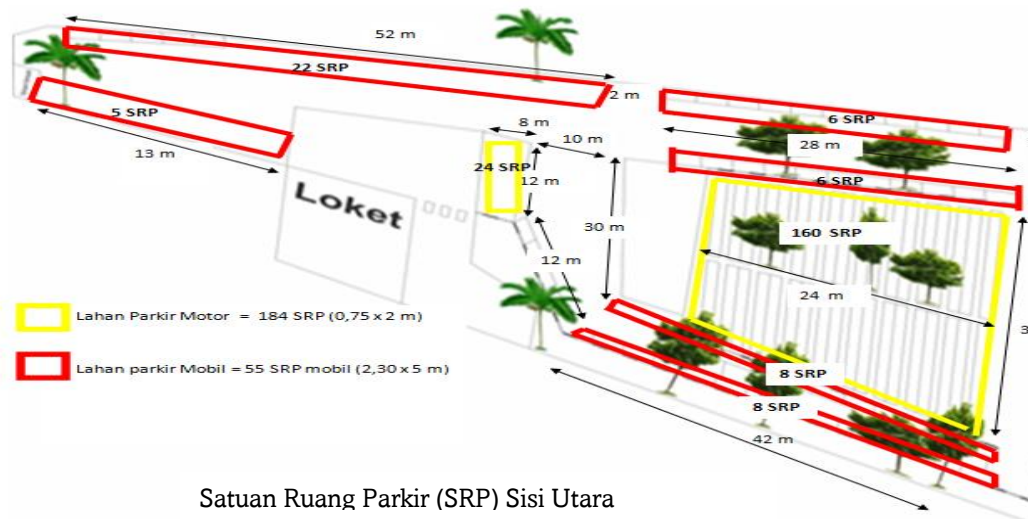 52 m
22 SRP
2 m
5 SRP
13 m
6 SRP
28 m
6 SRP
8 m
10 m
24 SRP
12 m
Loket
30 m
12 m
160 SRP
24 m
3
Lahan Parkir Motor = 184 SRP (0,75 x 2 m)
Lahan parkir Mobil = 55 SRP mobil (2,30 x 5 m)
8 SRP
8 SRP
42 m
Satuan Ruang Parkir (SRP) Sisi Utara